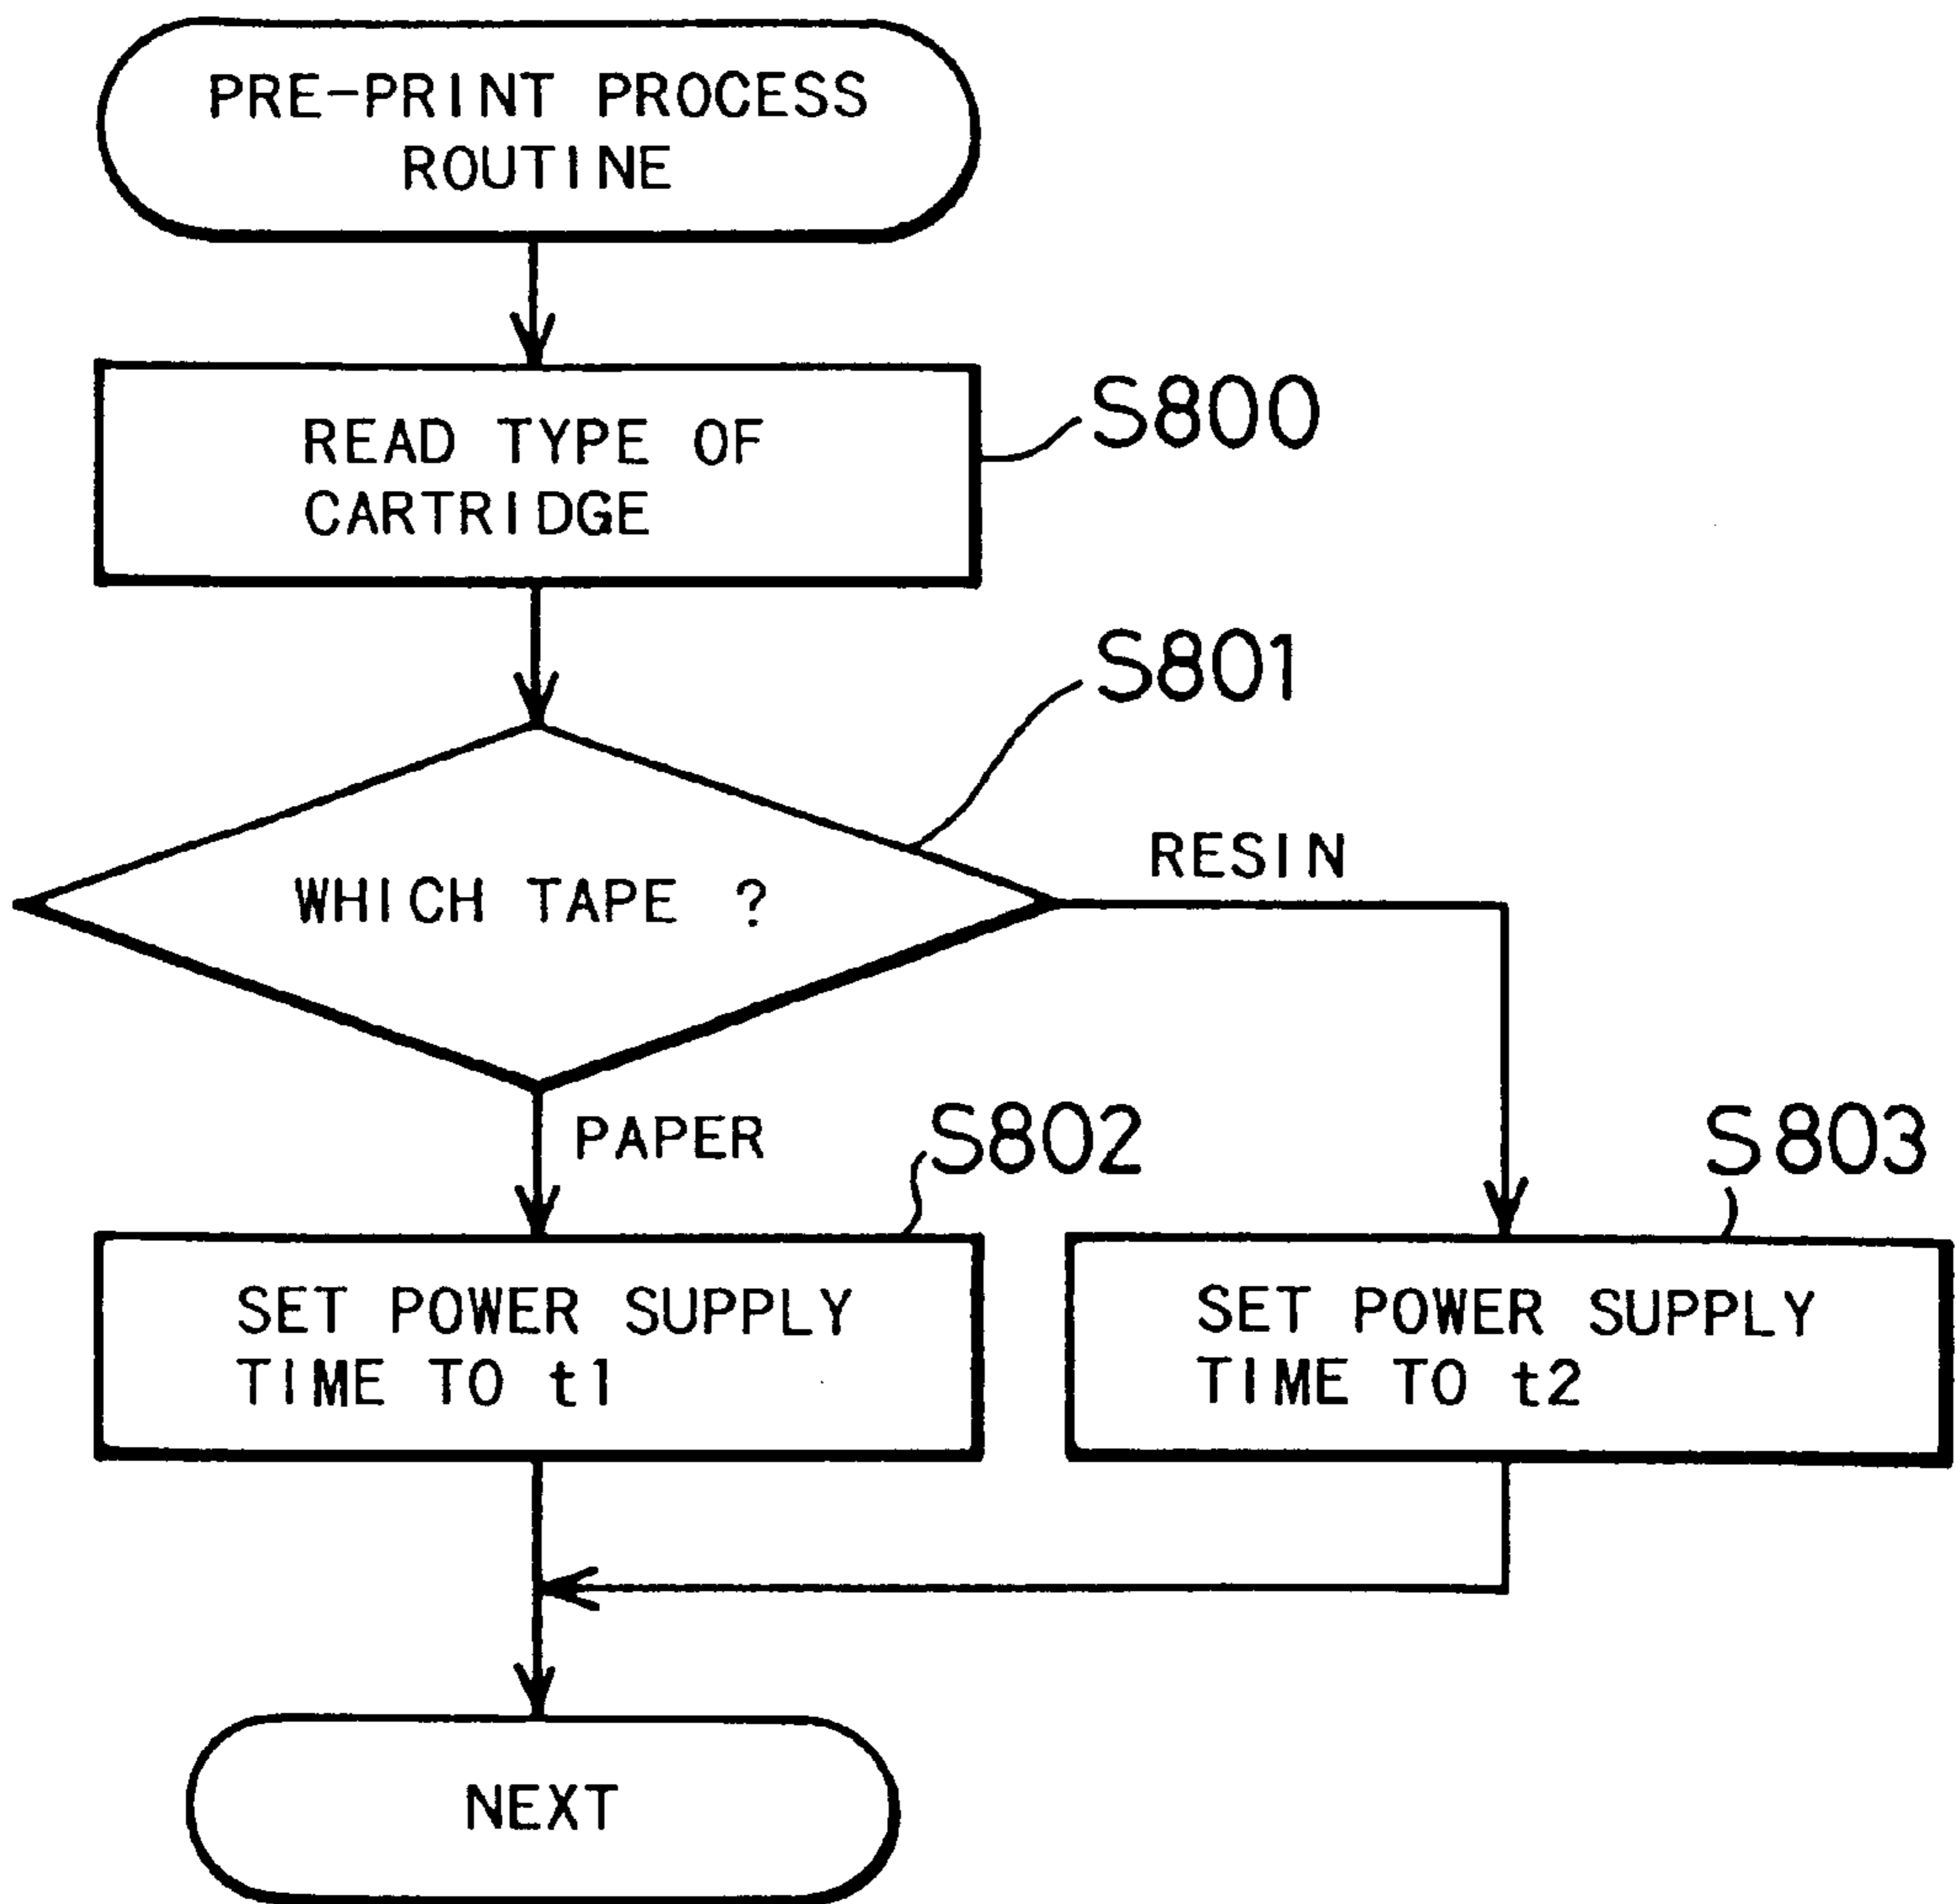 PRE-PRINT PROCESS
ROUTINE
READ TYPE OF
CARTRIDGE
S800
S801
WHICH TAPE ?
RESIN
PAPER
S802
S803
SET POWER SUPPLY
TIME TO t1
SET POWER SUPPLY
TIME TO t2
NEXT